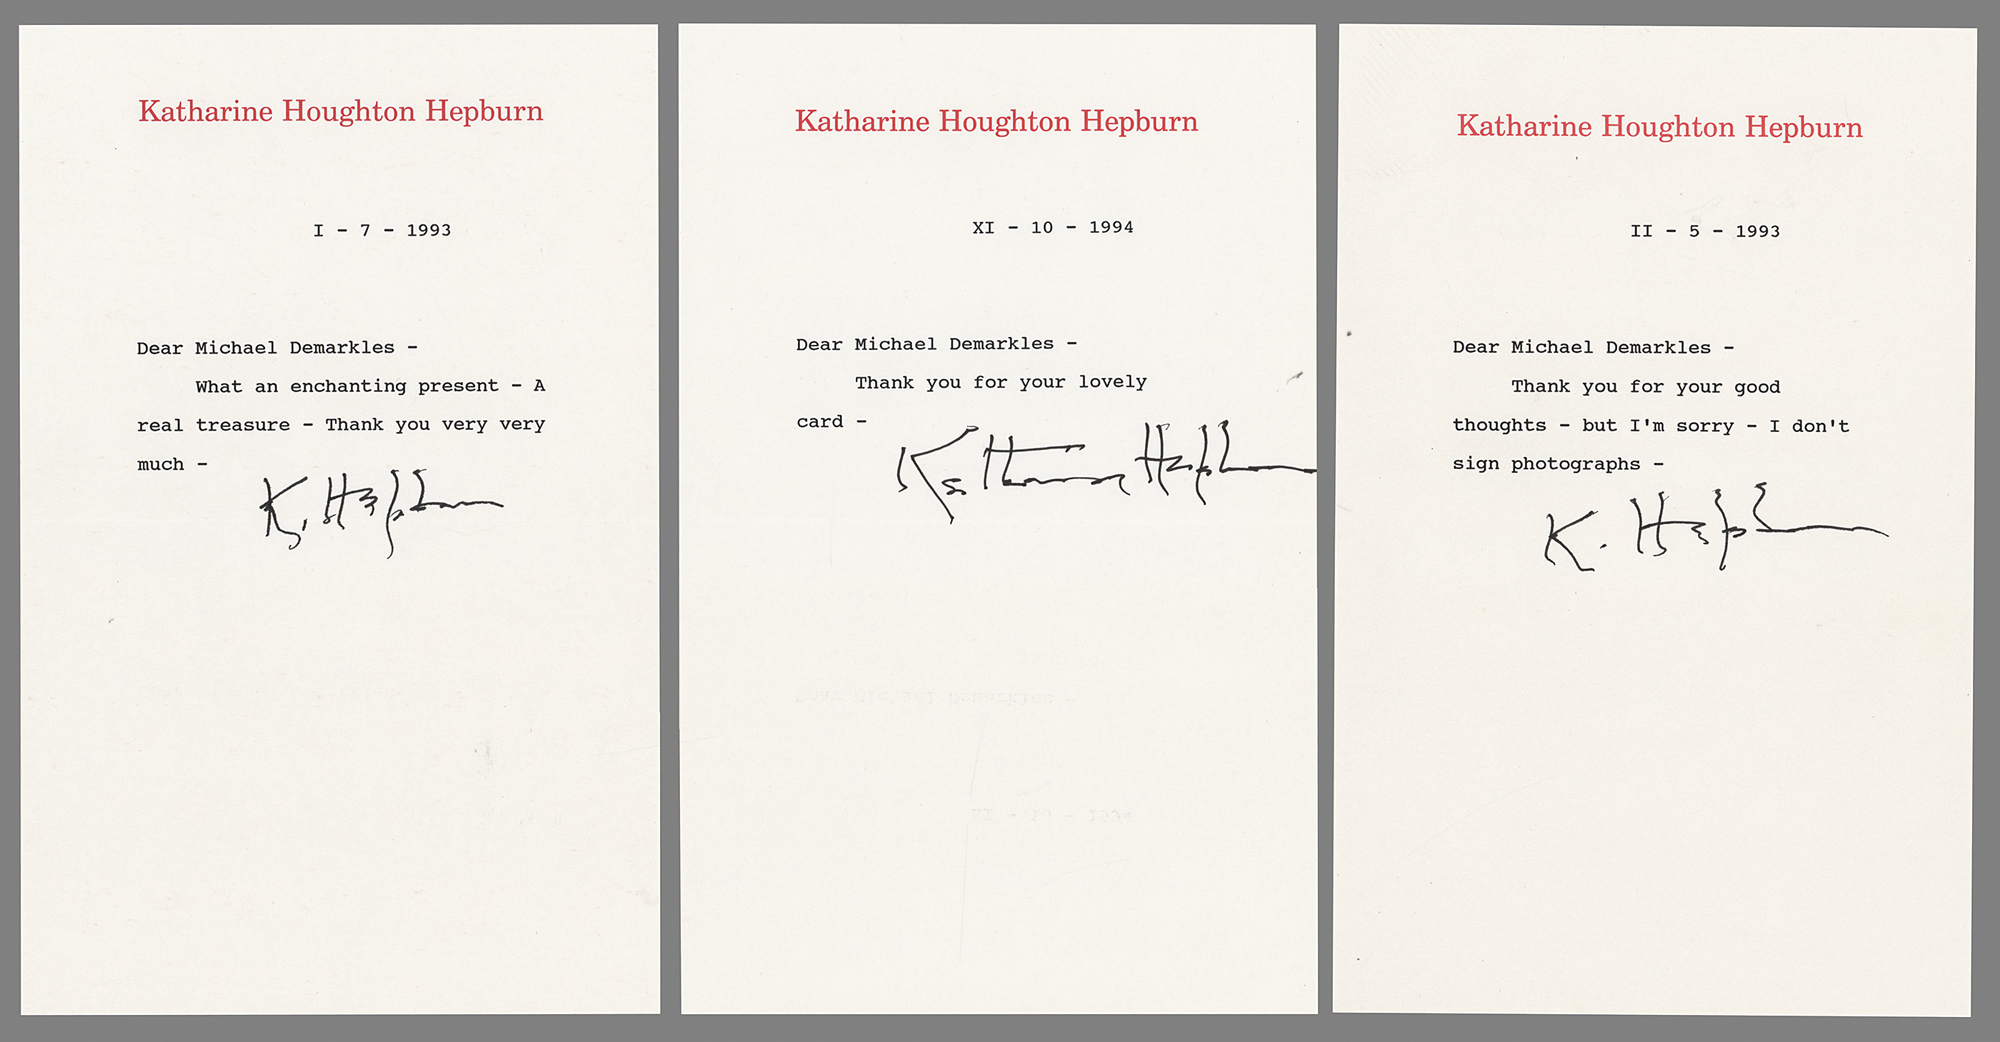 Katharine Houghton Hepburn
I - 7 - 1993
Dear Michael Demarkles -
What an enchanting present - A
real treasure - Thank you very very
much -
K. Hepburn
Katharine Houghton Hepburn
XI - 10 - 1994
Dear Michael Demarkles -
Thank you for your lovely
card -
Katharine Hepburn
Katharine Houghton Hepburn
II - 5 - 1993
Dear Michael Demarkles -
Thank you for your good
thoughts - but I'm sorry - I don't
sign photographs -
K. Hepburn